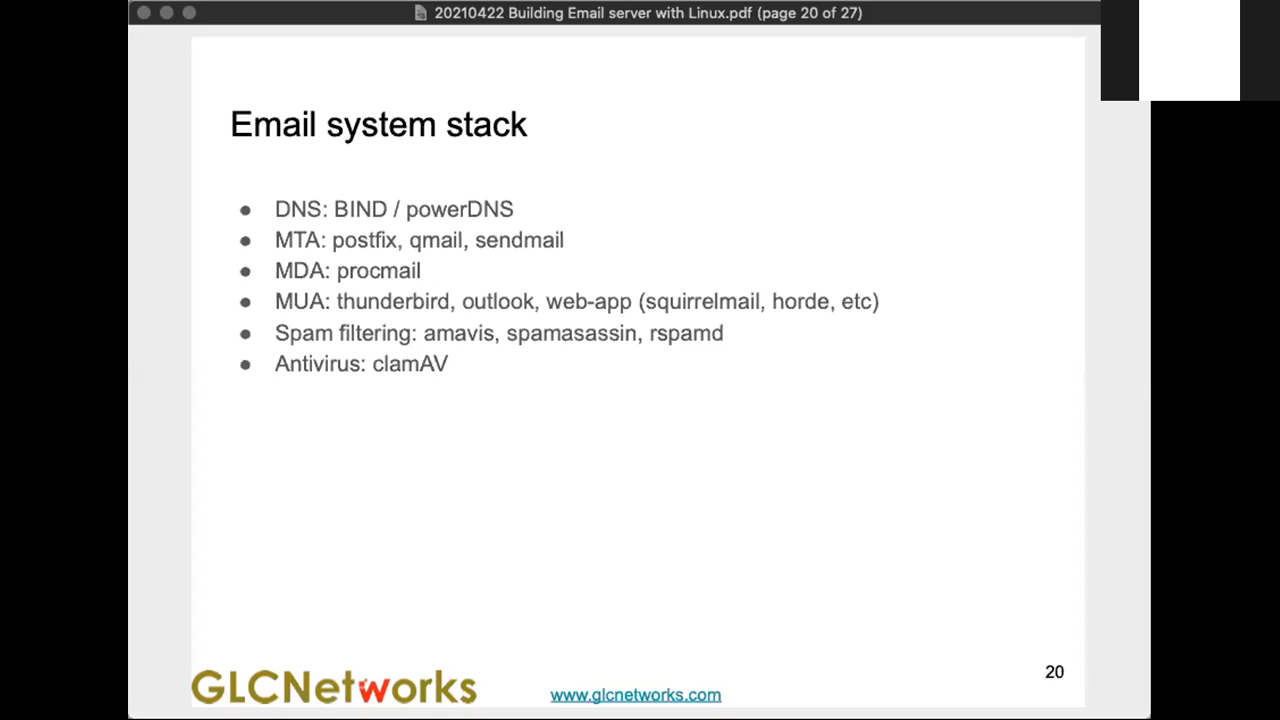 20210422 Building Email server with Linux.pdf (page 20 of 27)
Email system stack
● DNS: BIND / powerDNS
● MTA: postfix, qmail, sendmail
● MDA: procmail
● MUA: thunderbird, outlook, web-app (squirrelmail, horde, etc)
● Spam filtering: amavis, spamasassin, rspamd
● Antivirus: clamAV
20
GLCNetworks
www.glcnetworks.com